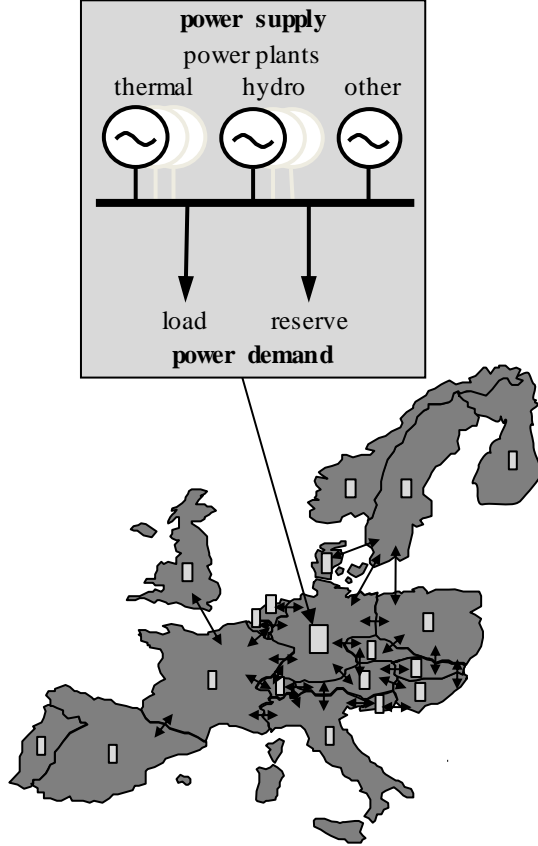 power supply
power plants
thermal hydro other
load reserve
power demand